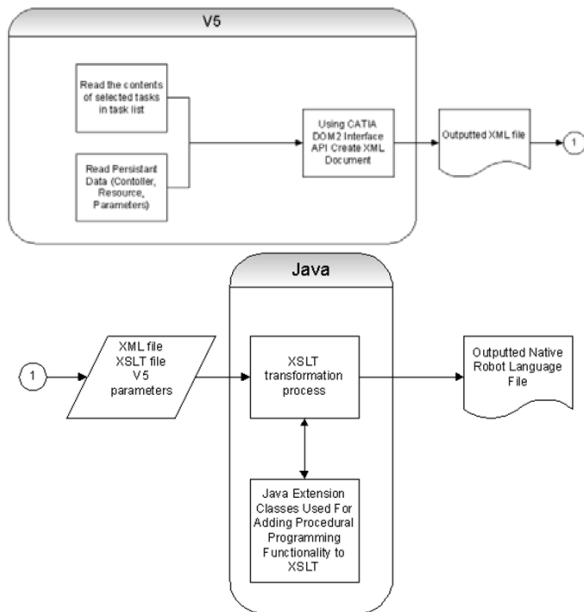 V5
Read the contents
of selected tasks
in task list
Read Persistant
Data (Contoller,
Resource,
Parameters)
Using CATIA
DOM2 Interface
API Create XML
Document
Outputted XML file
1
Java
1
XML file
XSLT file
V5
parameters
XSLT
transformation
process
Outputted Native
Robot Language
File
Java Extension
Classes Used For
Adding Procedural
Programming
Functionality to
XSLT